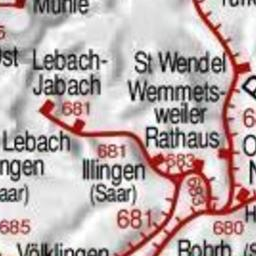 Mühle
Lebach-
Jabach
681
St Wendel
Wemmets-
weiler
Rathaus
Lebach
681
Illingen
(Saar)
683
683
681
685
680
Völklingen
Rohrb